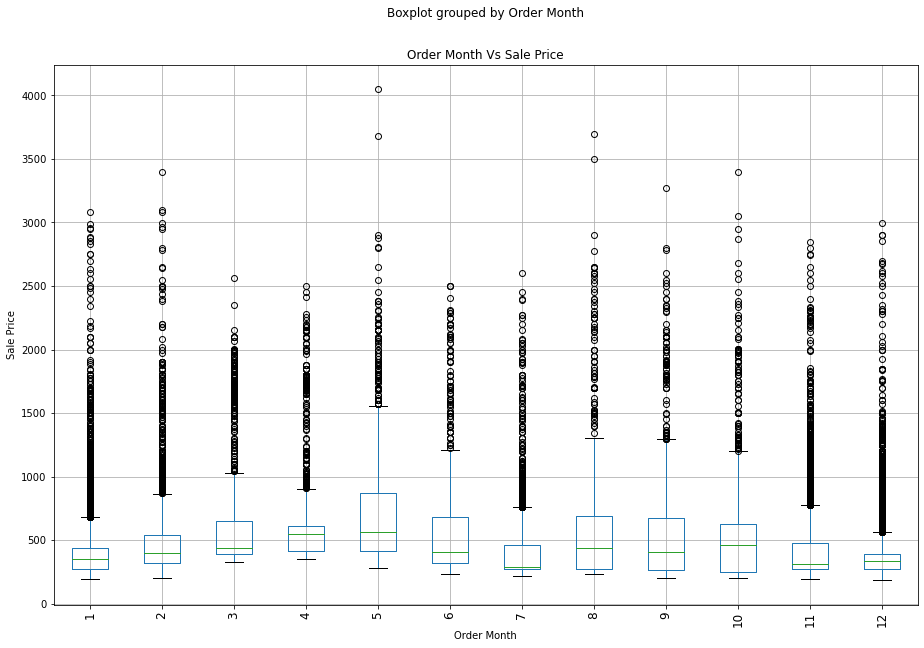 Boxplot grouped by Order Month
Order Month Vs Sale Price
4000
3500
3000
2500
2000
1500
1000
500
0
Sale Price
1 2 3 4 5 6 7 8 9 10 11 12
Order Month